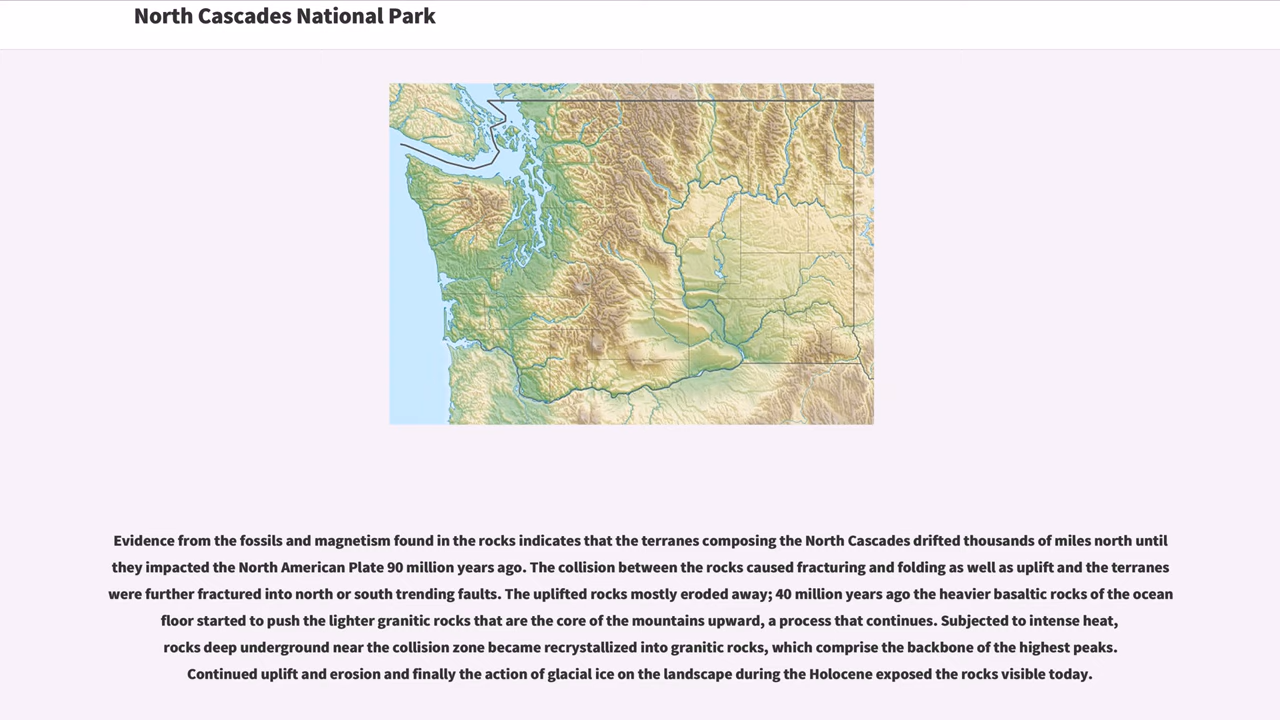 North Cascades National Park
Evidence from the fossils and magnetism found in the rocks indicates that the terranes composing the North Cascades drifted thousands of miles north until
they impacted the North American Plate 90 million years ago. The collision between the rocks caused fracturing and folding as well as uplift and the terranes
were further fractured into north or south trending faults. The uplifted rocks mostly eroded away; 40 million years ago the heavier basaltic rocks of the ocean
floor started to push the lighter granitic rocks that are the core of the mountains upward, a process that continues. Subjected to intense heat,
rocks deep underground near the collision zone became recrystallized into granitic rocks, which comprise the backbone of the highest peaks.
Continued uplift and erosion and finally the action of glacial ice on the landscape during the Holocene exposed the rocks visible today.